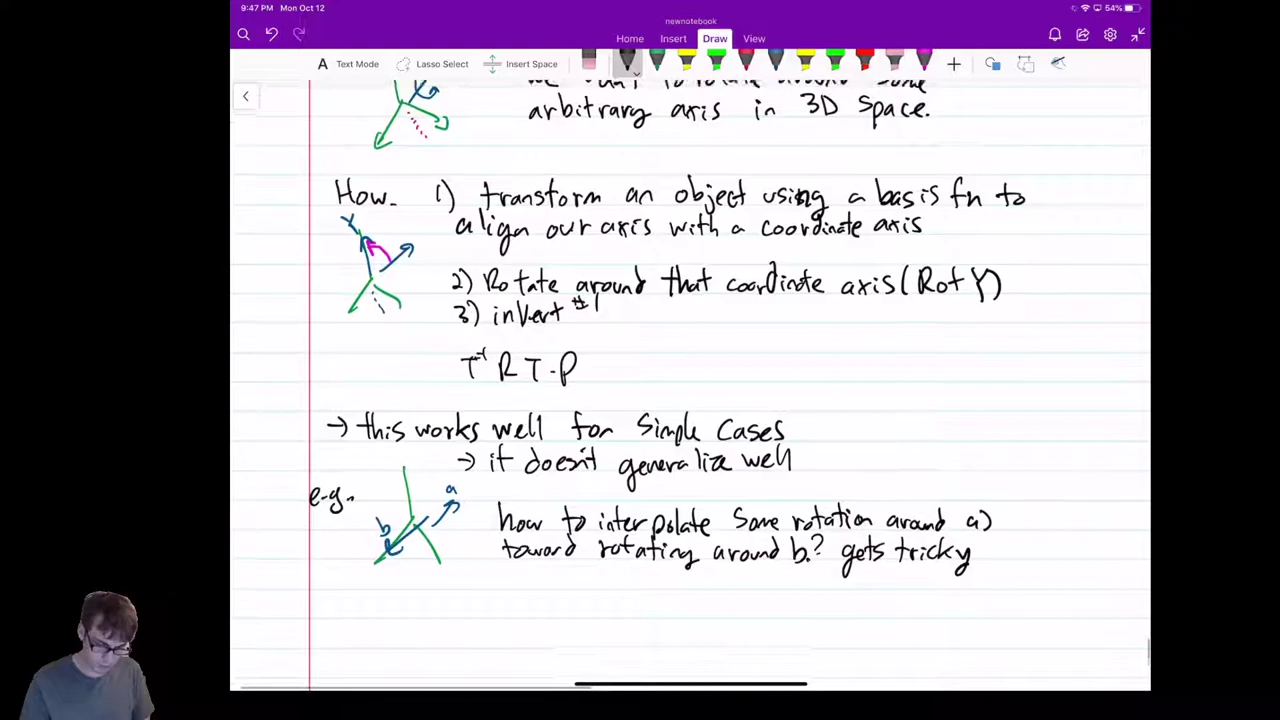 9:47 PM Mon Oct 12
54%
newnotebook
Home Insert Draw View
A Text Mode Lasso Select Insert Space
arbitrary axis in 3D space.
How. 1) transform an object using a basis fn to
align our axis with a coordinate axis
Y
2) Rotate around that coordinate axis (Rot Y)
3) invert #1
T⁻¹ R T · P
→ this works well for simple cases
→ it doesn't generalize well
e.g.
a
b
how to interpolate some rotation around a)
toward rotating around b.? gets tricky